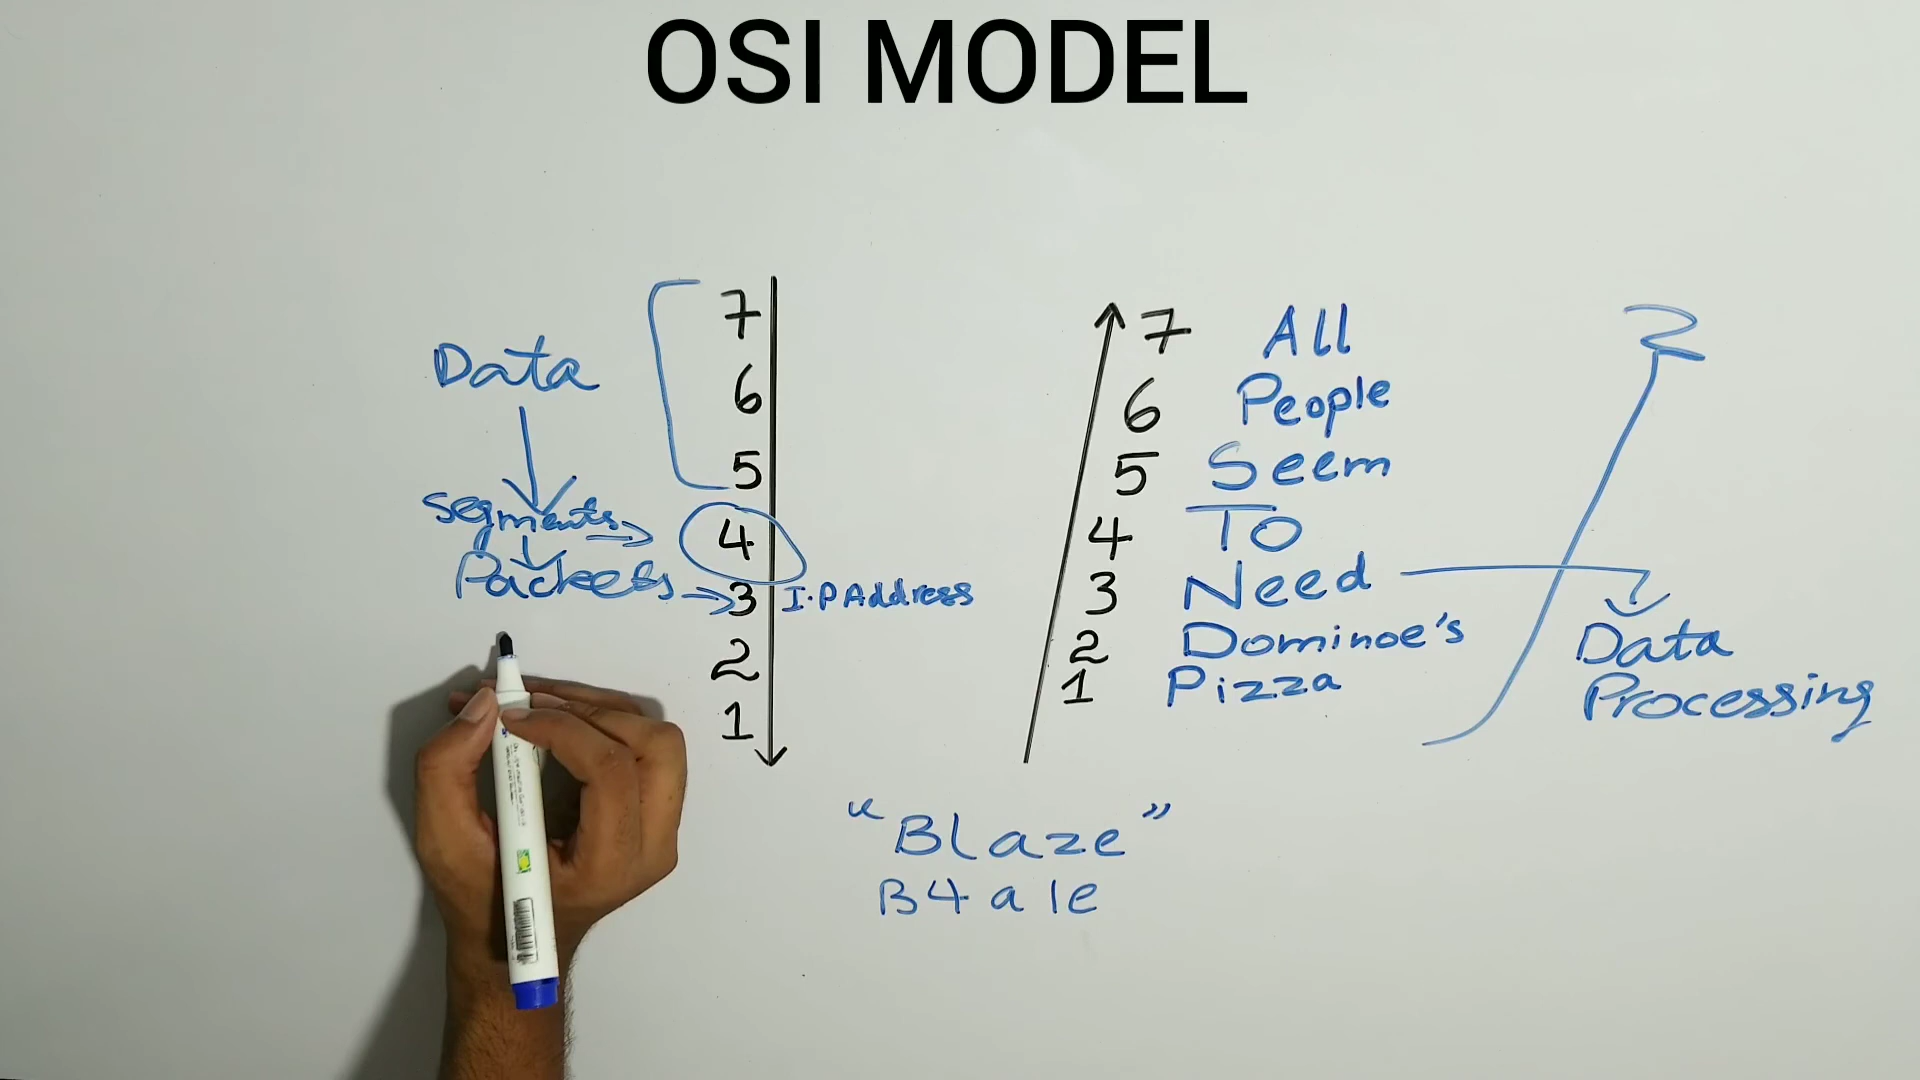 OSI MODEL
7
6
5
4
3 I.P Address
2
1
Data
Segments
Packets
7 All
6 People
5 Seem
4 To
3 Need
2 Dominoe's
1 Pizza
Data
Processing
"Blaze"
B4ale